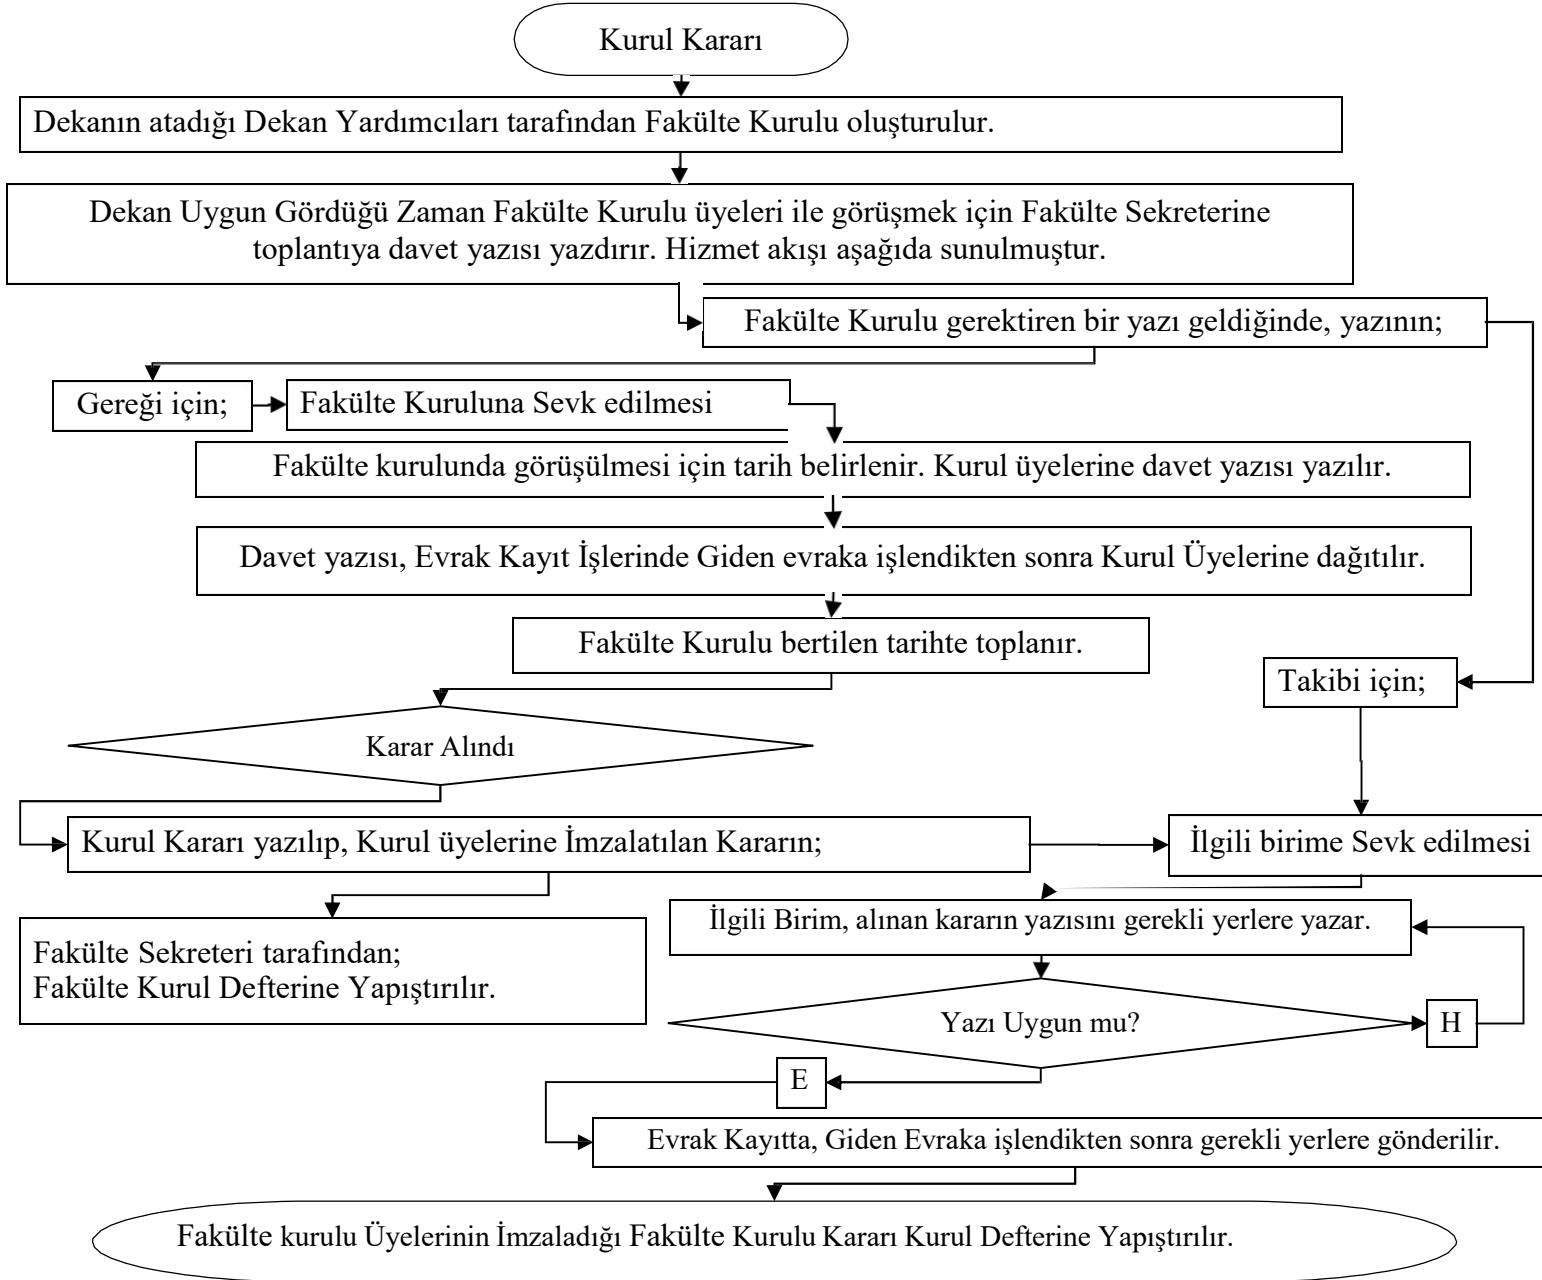 Kurul Kararı
Dekanın atadığı Dekan Yardımcıları tarafından Fakülte Kurulu oluşturulur.
Dekan Uygun Gördüğü Zaman Fakülte Kurulu üyeleri ile görüşmek için Fakülte Sekreterine
toplantıya davet yazısı yazdırır. Hizmet akışı aşağıda sunulmuştur.
Fakülte Kurulu gerektiren bir yazı geldiğinde, yazının;
Gereği için;
Fakülte Kuruluna Sevk edilmesi
Fakülte kurulunda görüşülmesi için tarih belirlenir. Kurul üyelerine davet yazısı yazılır.
Davet yazısı, Evrak Kayıt İşlerinde Giden evraka işlendikten sonra Kurul Üyelerine dağıtılır.
Fakülte Kurulu bertilen tarihte toplanır.
Takibi için;
Karar Alındı
Kurul Kararı yazılıp, Kurul üyelerine İmzalatılan Kararın;
İlgili birime Sevk edilmesi
İlgili Birim, alınan kararın yazısını gerekli yerlere yazar.
Fakülte Sekreteri tarafından;
Fakülte Kurul Defterine Yapıştırılır.
Yazı Uygun mu?
H
E
Evrak Kayıtta, Giden Evraka işlendikten sonra gerekli yerlere gönderilir.
Fakülte kurulu Üyelerinin İmzaladığı Fakülte Kurulu Kararı Kurul Defterine Yapıştırılır.